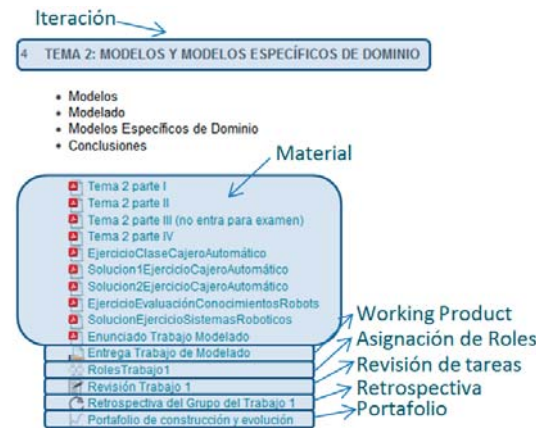 Iteración
4 TEMA 2: MODELOS Y MODELOS ESPECÍFICOS DE DOMINIO
• Modelos
• Modelado
• Modelos Específicos de Dominio
• Conclusiones
Material
Tema 2 parte I
Tema 2 parte II
Tema 2 parte III (no entra para examen)
Tema 2 parte IV
EjercicioClaseCajeroAutomático
Solucion1EjercicioCajeroAutomático
Solucion2EjercicioCajeroAutomático
EjercicioEvaluaciónConocimientosRobots
SolucionEjercicioSistemasRoboticos
Enunciado Trabajo Modelado
Working Product
Entrega Trabajo de Modelado
Asignación de Roles
RolesTrabajo1
Revisión de tareas
Revisión Trabajo 1
Retrospectiva
Retrospectiva del Grupo del Trabajo 1
Portafolio
Portafolio de construcción y evolución